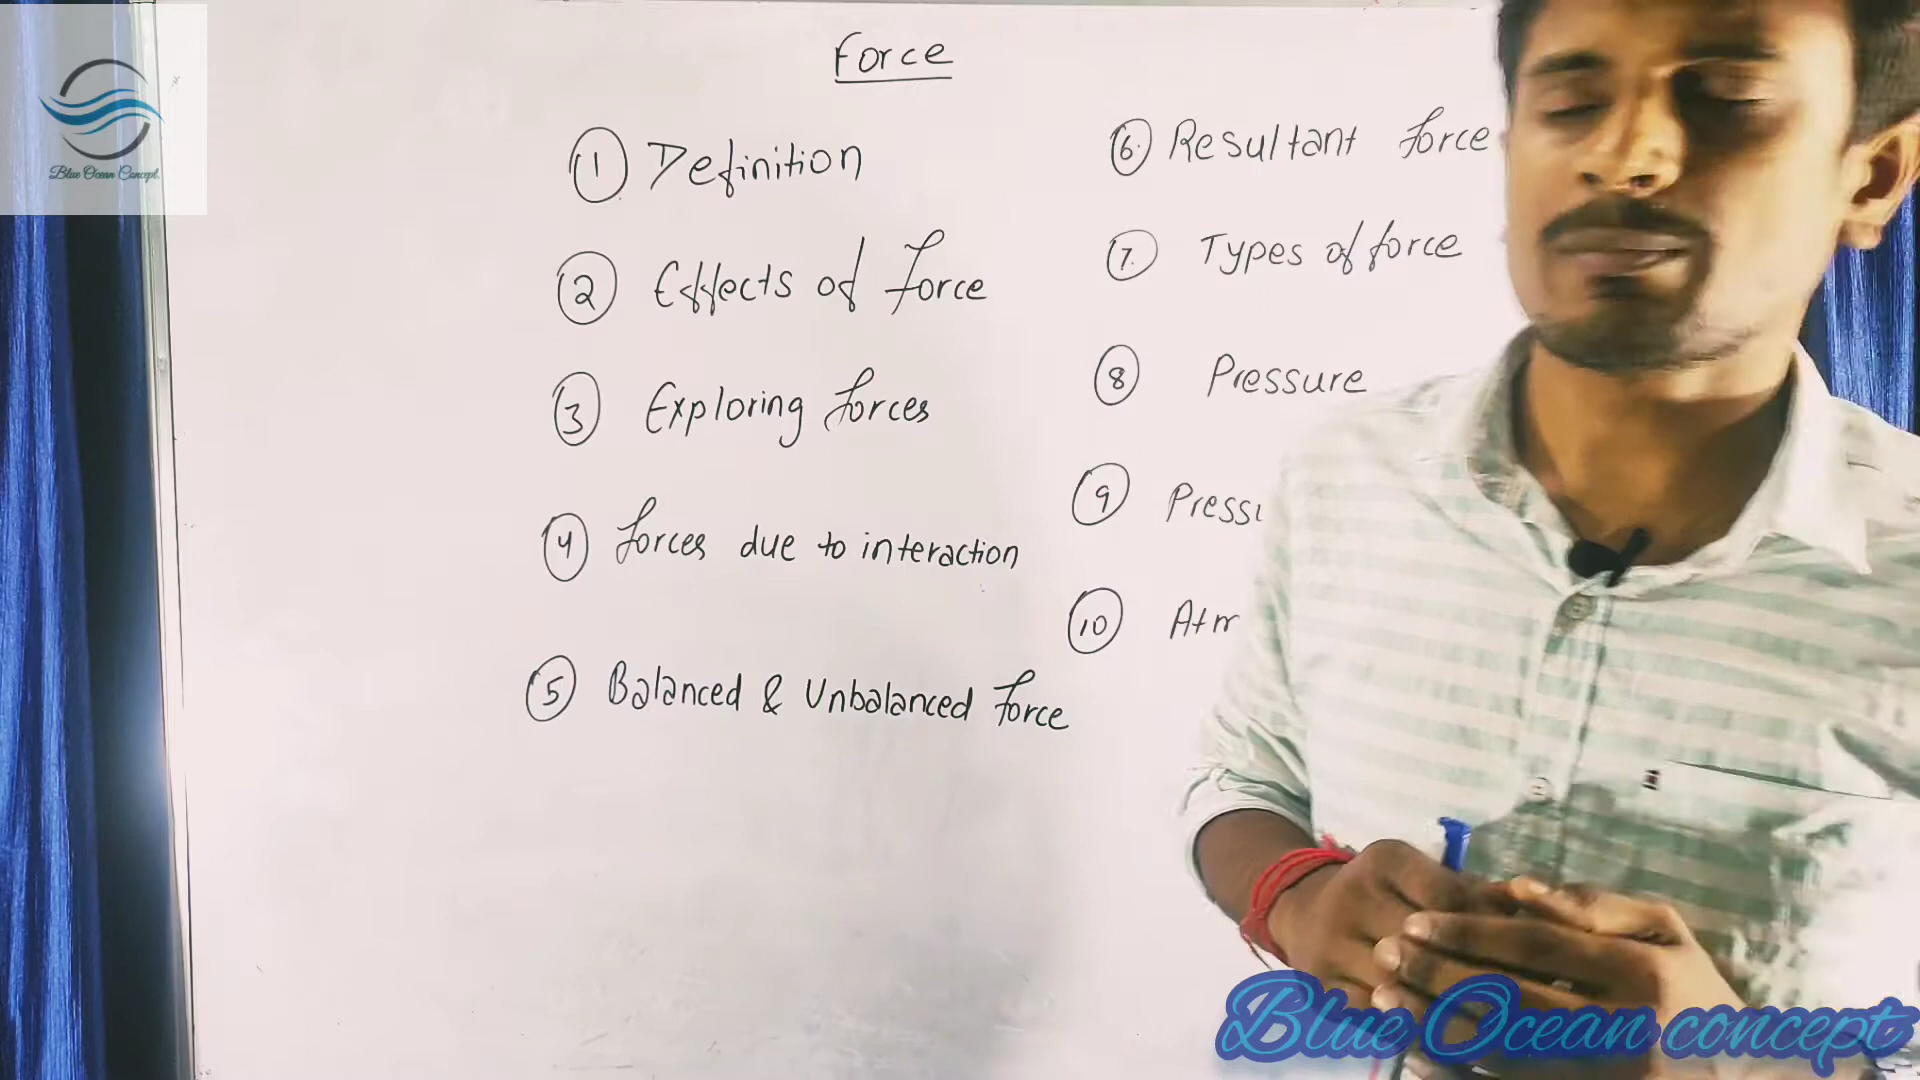 Blue Ocean Concept.
Force
1 Definition
2 Effects of force
3 Exploring forces
4 forces due to interaction
5 Balanced & Unbalanced force
6. Resultant force
7. Types of force
8 Pressure
9
10
Blue Ocean concept